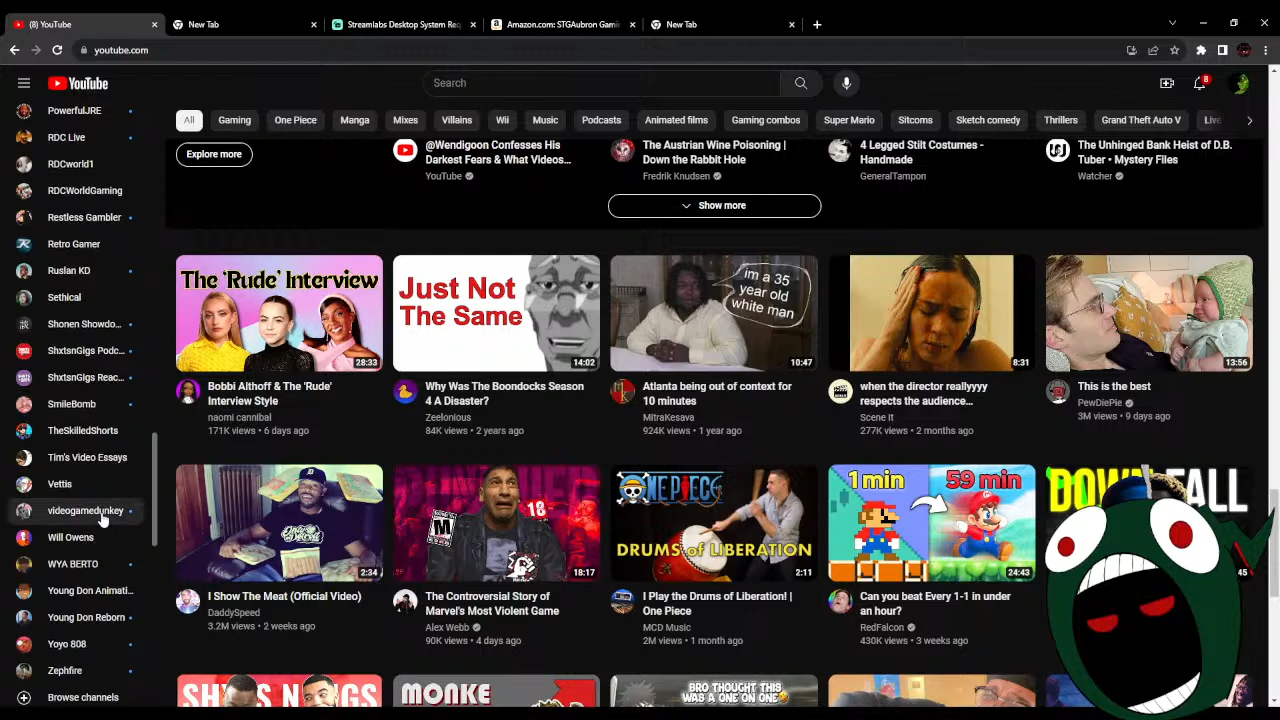 (8) YouTube
New Tab
Streamlabs Desktop System Req
Amazon.com: STGAubron Gami
New Tab
youtube.com
YouTube
Search
8
All
Gaming
One Piece
Manga
Mixes
Villains
Wii
Music
Podcasts
Animated films
Gaming combos
Super Mario
Sitcoms
Sketch comedy
Thrillers
Grand Theft Auto V
Live
PowerfulJRE
RDC Live
RDCworld1
RDCWorldGaming
Restless Gambler
Retro Gamer
Ruslan KD
Sethical
Shonen Showdo...
ShxtsnGigs Podc...
ShxtsnGigs Reac...
SmileBomb
TheSkilledShorts
Tim's Video Essays
Vettis
videogamedunkey
Will Owens
WYA BERTO
Young Don Animati...
Young Don Reborn
Yoyo 808
Zephfire
Browse channels
Explore more
@Wendigoon Confesses His
Darkest Fears & What Videos...
YouTube
The Austrian Wine Poisoning |
Down the Rabbit Hole
Fredrik Knudsen
4 Legged Stilt Costumes -
Handmade
GeneralTampon
The Unhinged Bank Heist of D.B.
Tuber • Mystery Files
Watcher
Show more
The 'Rude' Interview
28:33
Bobbi Althoff & The 'Rude'
Interview Style
naomi cannibal
171K views • 6 days ago
Just Not
The Same
14:02
Why Was The Boondocks Season
4 A Disaster?
Zeelonious
84K views • 2 years ago
im a 35
year old
white man
10:47
Atlanta being out of context for
10 minutes
MitraKesava
924K views • 1 year ago
8:31
when the director reallyyyy
respects the audience...
Scene It
277K views • 2 months ago
13:56
This is the best
PewDiePie
3M views • 9 days ago
2:34
I Show The Meat (Official Video)
DaddySpeed
3.2M views • 2 weeks ago
M
18
18:17
The Controversial Story of
Marvel's Most Violent Game
Alex Webb
90K views • 4 days ago
ONE PIECE
DRUMS of LIBERATION
2:11
I Play the Drums of Liberation! |
One Piece
MCD Music
2M views • 1 month ago
1 min
59 min
24:43
Can you beat Every 1-1 in under
an hour?
RedFalcon
430K views • 3 weeks ago
FALL
45
MONKE
BRO THOUGHT THIS
WAS A ONE ON ONE